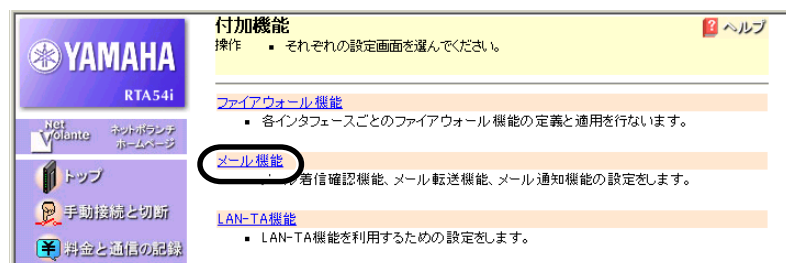 YAMAHA
RTA54i
Net Volante
ネットボランチ
ホームページ
トップ
手動接続と切断
料金と通信の記録
付加機能
ヘルプ
操作 ▪ それぞれの設定画面を選んでください。
ファイアウォール機能
▪ 各インタフェースごとのファイアウォール機能の定義と適用を行ないます。
メール機能
着信確認機能、メール転送機能、メール通知機能の設定をします。
LAN-TA機能
▪ LAN-TA機能を利用するための設定をします。